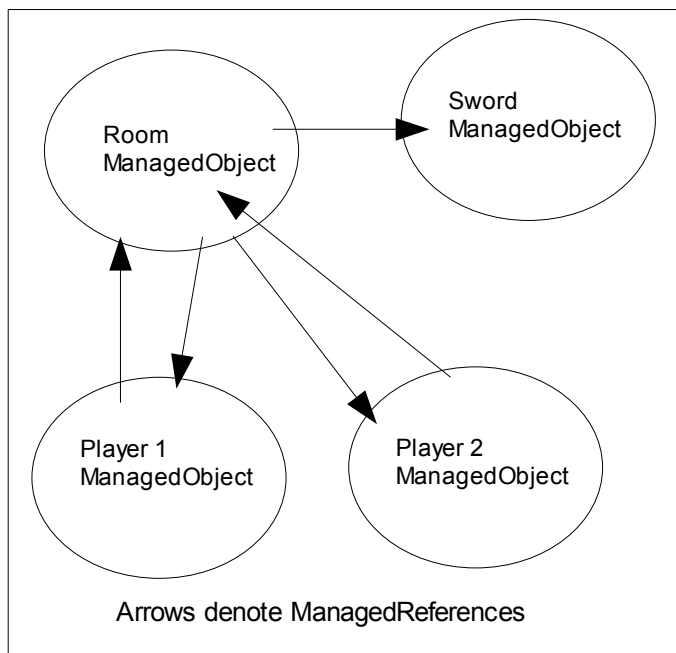 Room
ManagedObject
Sword
ManagedObject
Player 1
ManagedObject
Player 2
ManagedObject
Arrows denote ManagedReferences